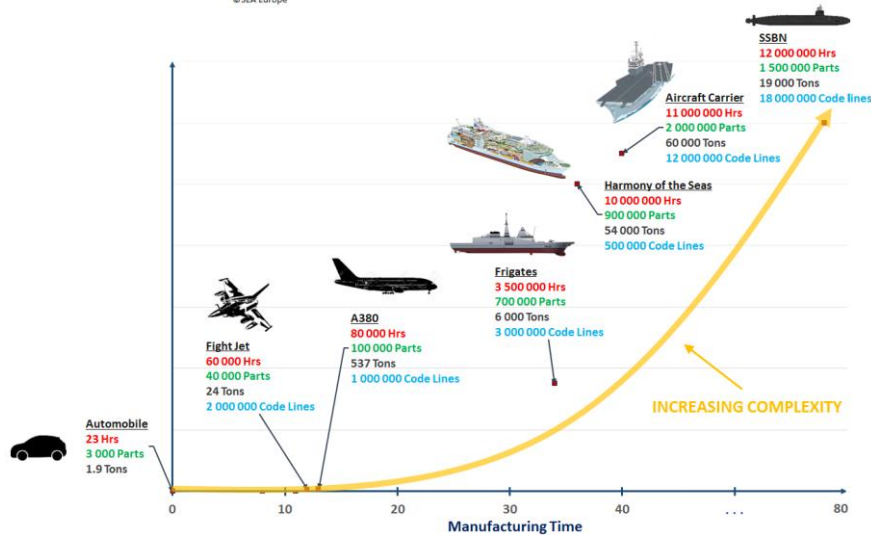 ©SEA Europe
SSBN
12 000 000 Hrs
1 500 000 Parts
19 000 Tons
18 000 000 Code lines
Aircraft Carrier
11 000 000 Hrs
2 000 000 Parts
60 000 Tons
12 000 000 Code Lines
Harmony of the Seas
10 000 000 Hrs
900 000 Parts
54 000 Tons
500 000 Code Lines
Frigates
3 500 000 Hrs
700 000 Parts
6 000 Tons
3 000 000 Code Lines
A380
80 000 Hrs
100 000 Parts
537 Tons
1 000 000 Code Lines
Fight Jet
60 000 Hrs
40 000 Parts
24 Tons
2 000 000 Code Lines
Automobile
23 Hrs
3 000 Parts
1.9 Tons
INCREASING COMPLEXITY
0 10 20 30 40 ... 80
Manufacturing Time